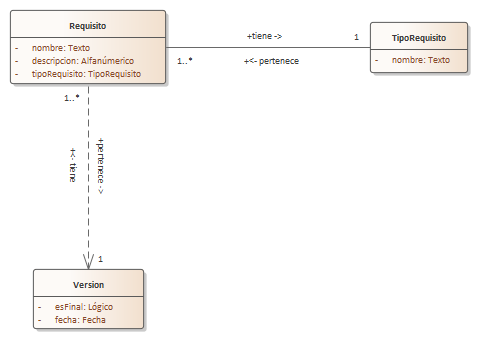 Requisito
- nombre: Texto
- descripcion: Alfanúmerico
- tipoRequisito: TipoRequisito
+tiene ->
1
1..*
+<- pertenece
TipoRequisito
- nombre: Texto
1..*
+<- tiene
+pertenece ->
1
Version
- esFinal: Lógico
- fecha: Fecha